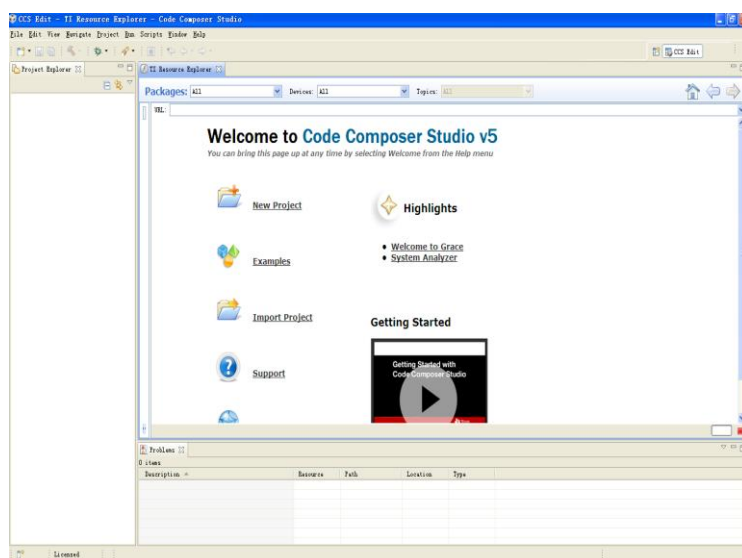 CCS Edit - TI Resource Explorer - Code Composer Studio
File Edit View Navigate Project Run Scripts Window Help
CCS Edit
Project Explorer
TI Resource Explorer
Packages: All Devices: All Topics: All
URL:
Welcome to Code Composer Studio v5
You can bring this page up at any time by selecting Welcome from the Help menu
New Project
Highlights
Welcome to Grace
System Analyzer
Examples
Import Project
Getting Started
Getting Started with
Code Composer Studio
Support
Problems
0 items
Description Resource Path Location Type
Licensed